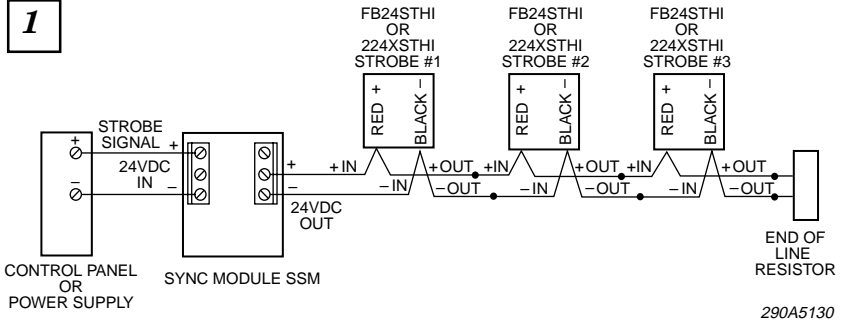 1
FB24STHI
OR
224XSTHI
STROBE #1
FB24STHI
OR
224XSTHI
STROBE #2
FB24STHI
OR
224XSTHI
STROBE #3
RED +
BLACK –
RED +
BLACK –
RED +
BLACK –
STROBE
SIGNAL
+
+
24VDC
IN
–
–
+
–
24VDC
OUT
+IN
+OUT
+IN
+OUT
+IN
+OUT
–IN
–OUT
–IN
–OUT
–IN
–OUT
CONTROL PANEL
OR
POWER SUPPLY
SYNC MODULE SSM
END OF
LINE
RESISTOR
290A5130